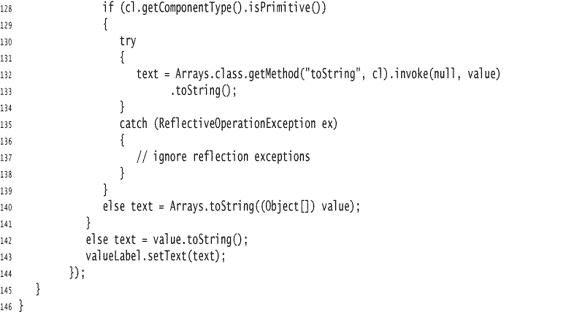 128 if (cl.getComponentType().isPrimitive())
129 {
130 try
131 {
132 text = Arrays.class.getMethod("toString", cl).invoke(null, value)
133 .toString();
134 }
135 catch (ReflectiveOperationException ex)
136 {
137 // ignore reflection exceptions
138 }
139 }
140 else text = Arrays.toString((Object[]) value);
141 }
142 else text = value.toString();
143 valueLabel.setText(text);
144 });
145 }
146 }